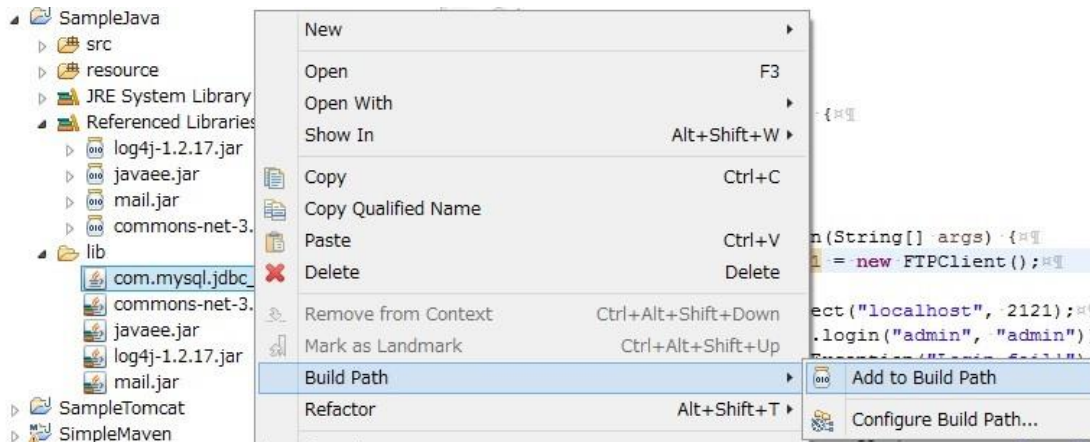 SampleJava
src
resource
JRE System Library
Referenced Libraries
log4j-1.2.17.jar
javaee.jar
mail.jar
commons-net-3.
lib
com.mysql.jdbc_
commons-net-3.
javaee.jar
log4j-1.2.17.jar
mail.jar
SampleTomcat
SimpleMaven
New
Open F3
Open With
Show In Alt+Shift+W
Copy Ctrl+C
Copy Qualified Name
Paste Ctrl+V
Delete Delete
Remove from Context Ctrl+Alt+Shift+Down
Mark as Landmark Ctrl+Alt+Shift+Up
Build Path
Refactor Alt+Shift+T
{
n(String[] args) {
1 = new FTPClient();
ect("localhost", 2121);
.login("admin", "admin")
Exception("Login fail!")
Add to Build Path
Configure Build Path...